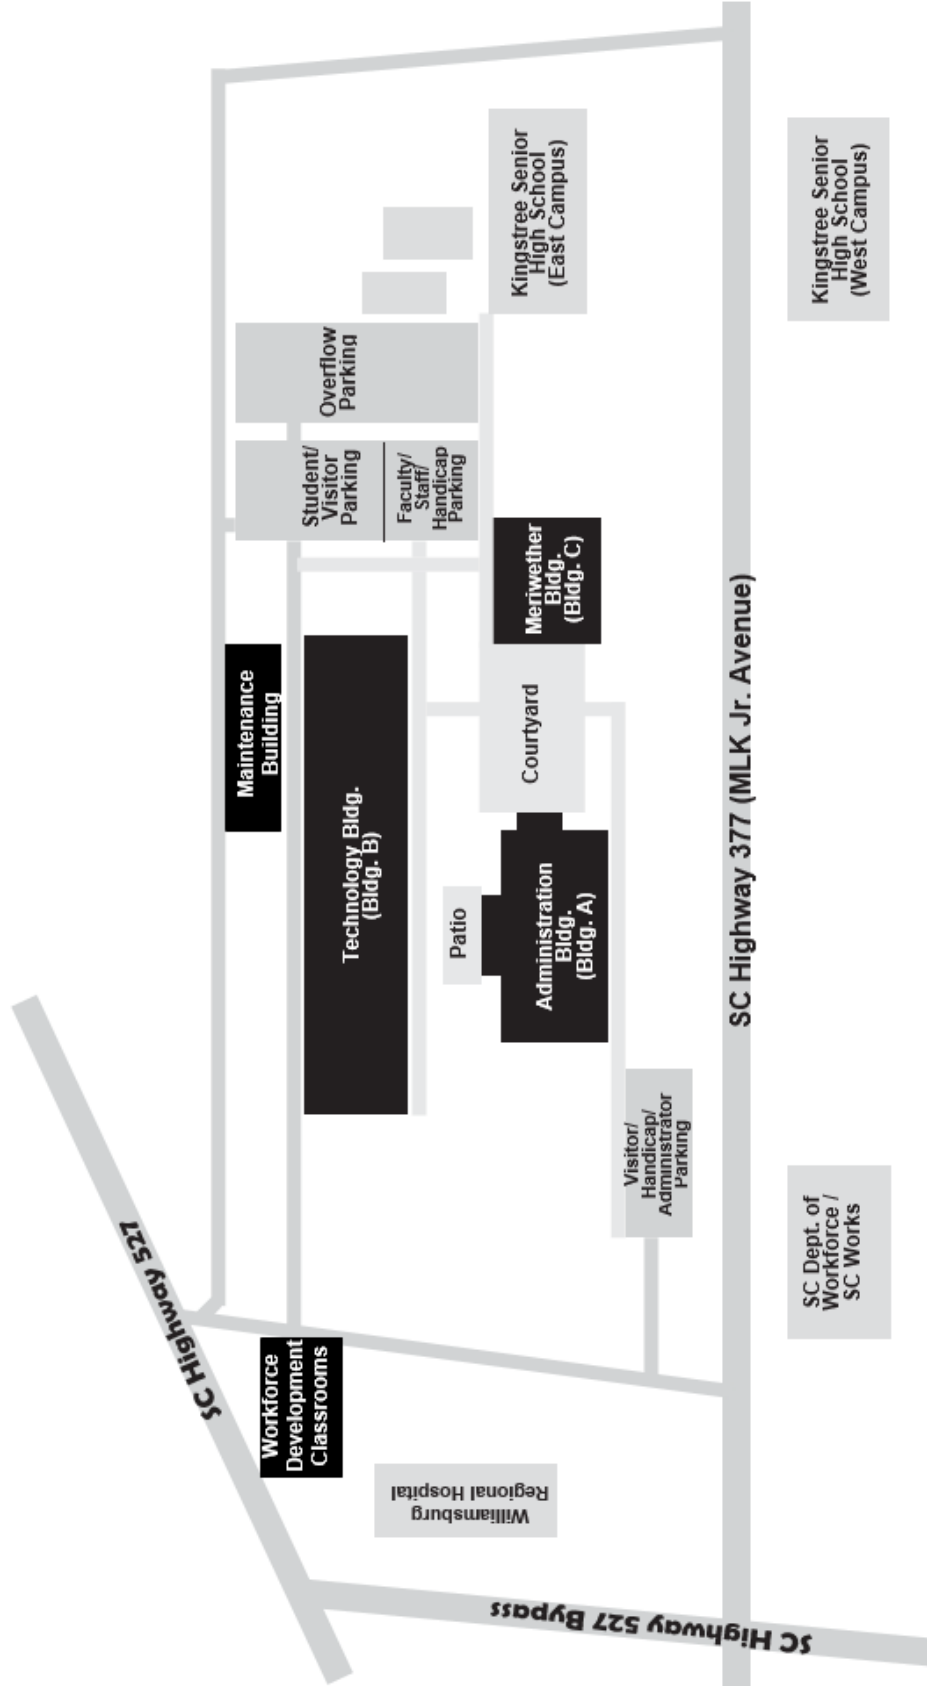 Kingstree Senior
High School
(East Campus)
Kingstree Senior
High School
(West Campus)
Overflow
Parking
Student/
Visitor
Parking
Faculty/
Staff/
Handicap
Parking
Meriwether
Bldg.
(Bldg. C)
Maintenance
Building
Technology Bldg.
(Bldg. B)
Courtyard
Patio
Administration
Bldg.
(Bldg. A)
SC Highway 377 (MLK Jr. Avenue)
Visitor/
Handicap/
Administrator
Parking
SC Dept. of
Workforce /
SC Works
SC Highway 527
Workforce
Development
Classrooms
Williamsburg
Regional Hospital
SC Highway 527 Bypass